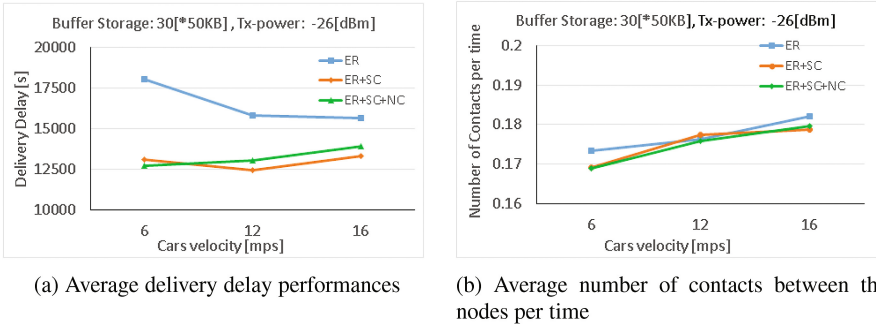 Buffer Storage: 30[*50KB] , Tx-power: -26[dBm]
20000
17500
15000
12500
10000
Delivery Delay [s]
ER
ER+SC
ER+SC+NC
6 12 16
Cars velocity [mps]
(a) Average delivery delay performances
Buffer Storage: 30[*50KB], Tx-power: -26[dBm]
0.2
0.19
0.18
0.17
0.16
Number of Contacts per time
ER
ER+SC
ER+SC+NC
6 12 16
Cars velocity [mps]
(b) Average number of contacts between th
nodes per time